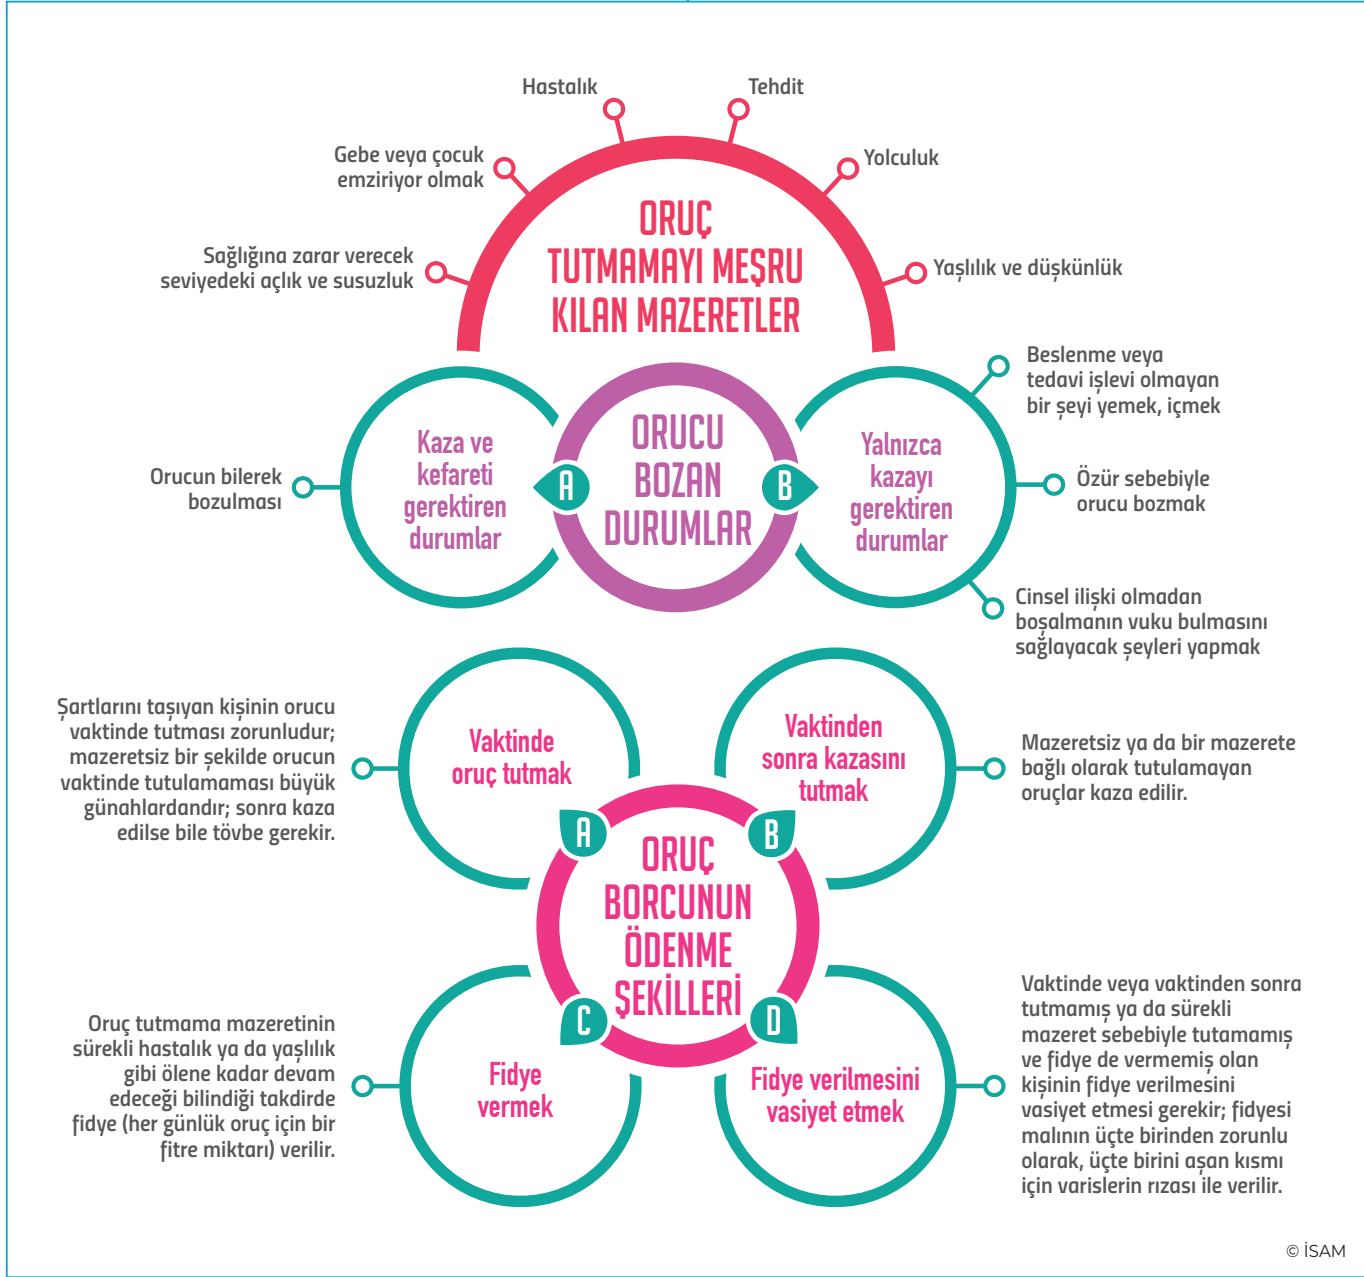 Hastalık
Tehdit
Gebe veya çocuk
emziriyor olmak
Yolculuk
Sağlığına zarar verecek
seviyedeki açlık ve susuzluk
Yaşlılık ve düşkünlük
ORUÇ
TUTMAMAYI MEŞRU
KILAN MAZERETLER
ORUCU
BOZAN
DURUMLAR
A
Kaza ve
kefareti
gerektiren
durumlar
Orucun bilerek
bozulması
B
Yalnızca
kazayı
gerektiren
durumlar
Beslenme veya
tedavi işlevi olmayan
bir şeyi yemek, içmek
Özür sebebiyle
orucu bozmak
Cinsel ilişki olmadan
boşalmanın vuku bulmasını
sağlayacak şeyleri yapmak
ORUÇ
BORCUNUN
ÖDENME
ŞEKİLLERİ
A
Vaktinde
oruç tutmak
Şartlarını taşıyan kişinin orucu
vaktinde tutması zorunludur;
mazeretsiz bir şekilde orucun
vaktinde tutulamaması büyük
günahlardandır; sonra kaza
edilse bile tövbe gerekir.
B
Vaktinden
sonra kazasını
tutmak
Mazeretsiz ya da bir mazerete
bağlı olarak tutulamayan
oruçlar kaza edilir.
C
Fidye
vermek
Oruç tutmama mazeretinin
sürekli hastalık ya da yaşlılık
gibi ölene kadar devam
edeceği bilindiği takdirde
fidye (her günlük oruç için bir
fitre miktarı) verilir.
D
Fidye verilmesini
vasiyet etmek
Vaktinde veya vaktinden sonra
tutmamış ya da sürekli
mazeret sebebiyle tutamamış
ve fidye de vermemiş olan
kişinin fidye verilmesini
vasiyet etmesi gerekir; fidyesi
malının üçte birinden zorunlu
olarak, üçte birini aşan kısmı
için varislerin rızası ile verilir.
© İSAM